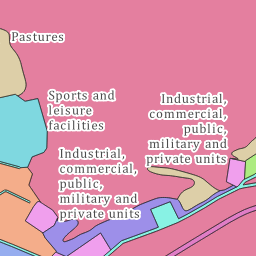 Pastures
Sports and
leisure
facilities
Industrial,
commercial,
public,
military and
private units
Industrial,
commercial,
public,
military and
private units